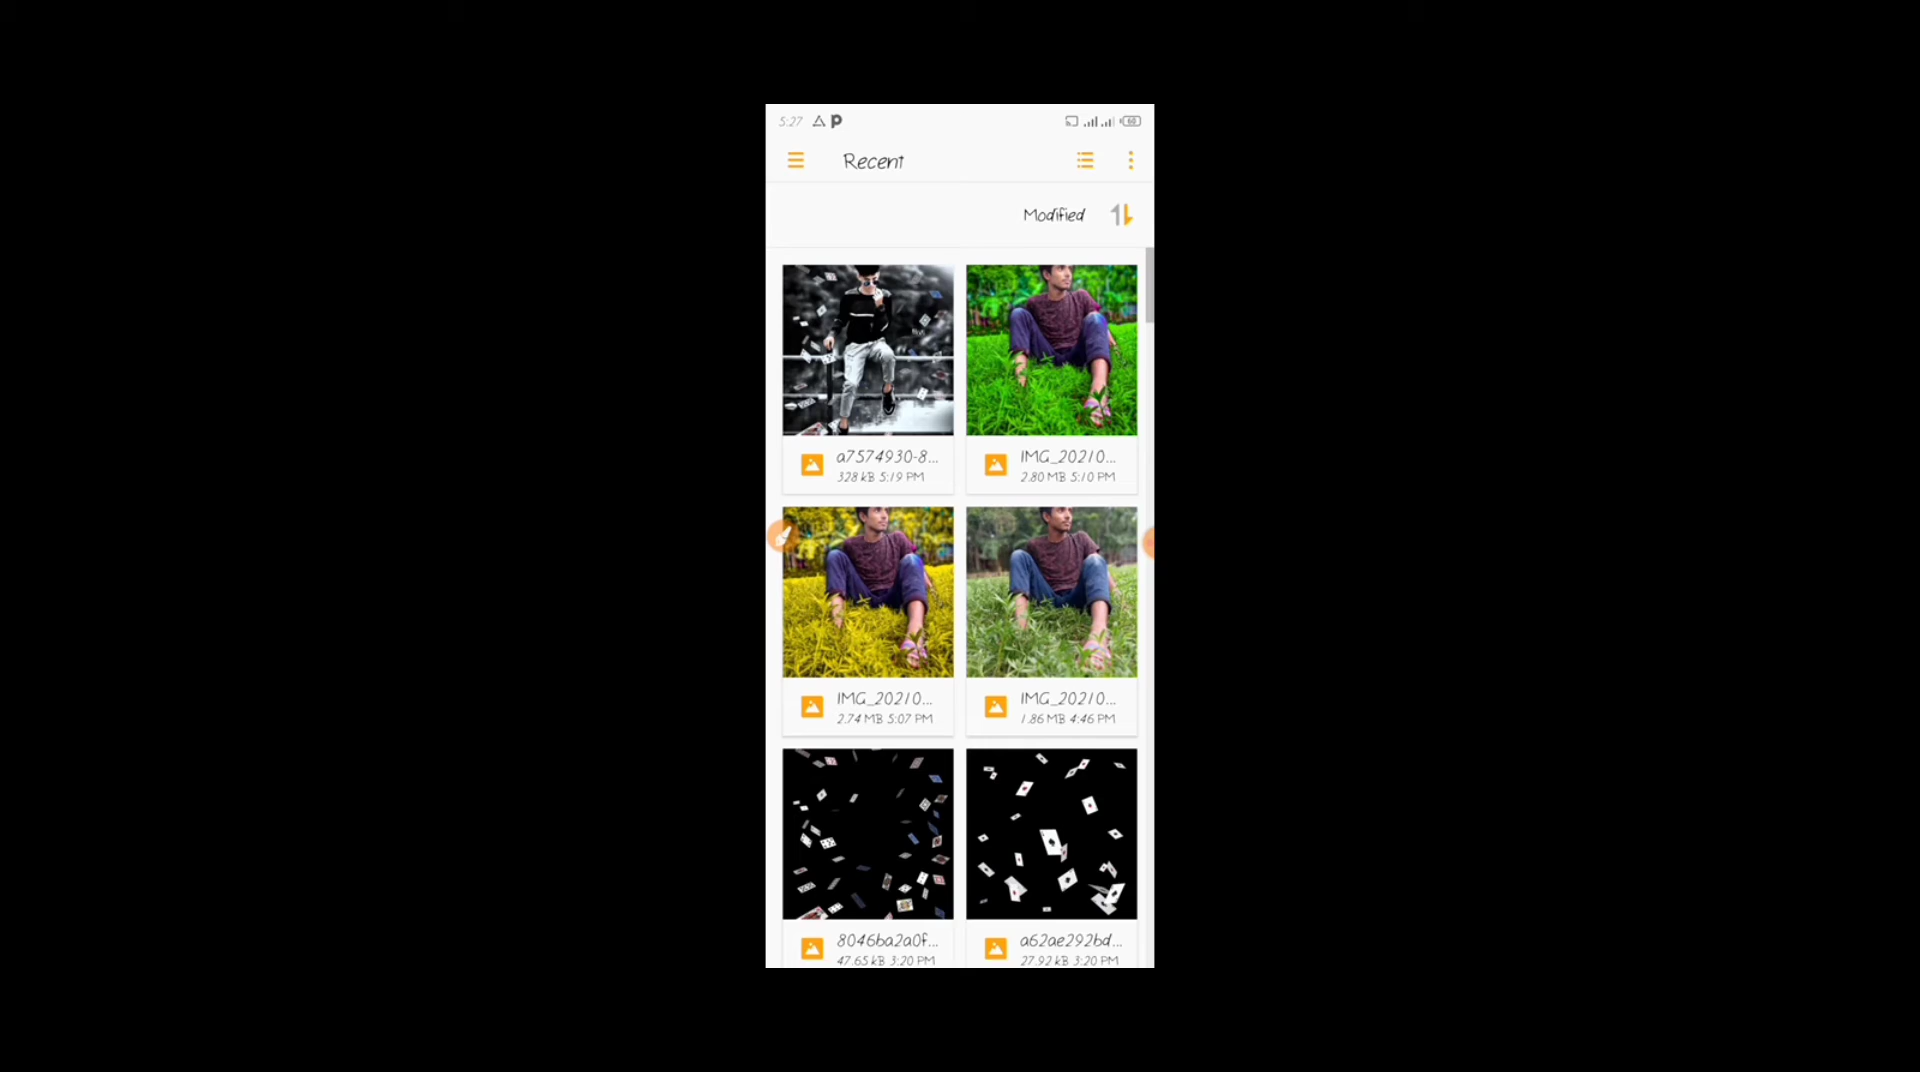 5:27
60
Recent
Modified
a7574930-8...
328 kB 5:19 PM
IMG_20210...
2.80 MB 5:10 PM
IMG_20210...
2.74 MB 5:07 PM
IMG_20210...
1.86 MB 4:46 PM
8046ba2a0f...
47.65 kB 3:20 PM
a62ae292bd...
27.92 kB 3:20 PM